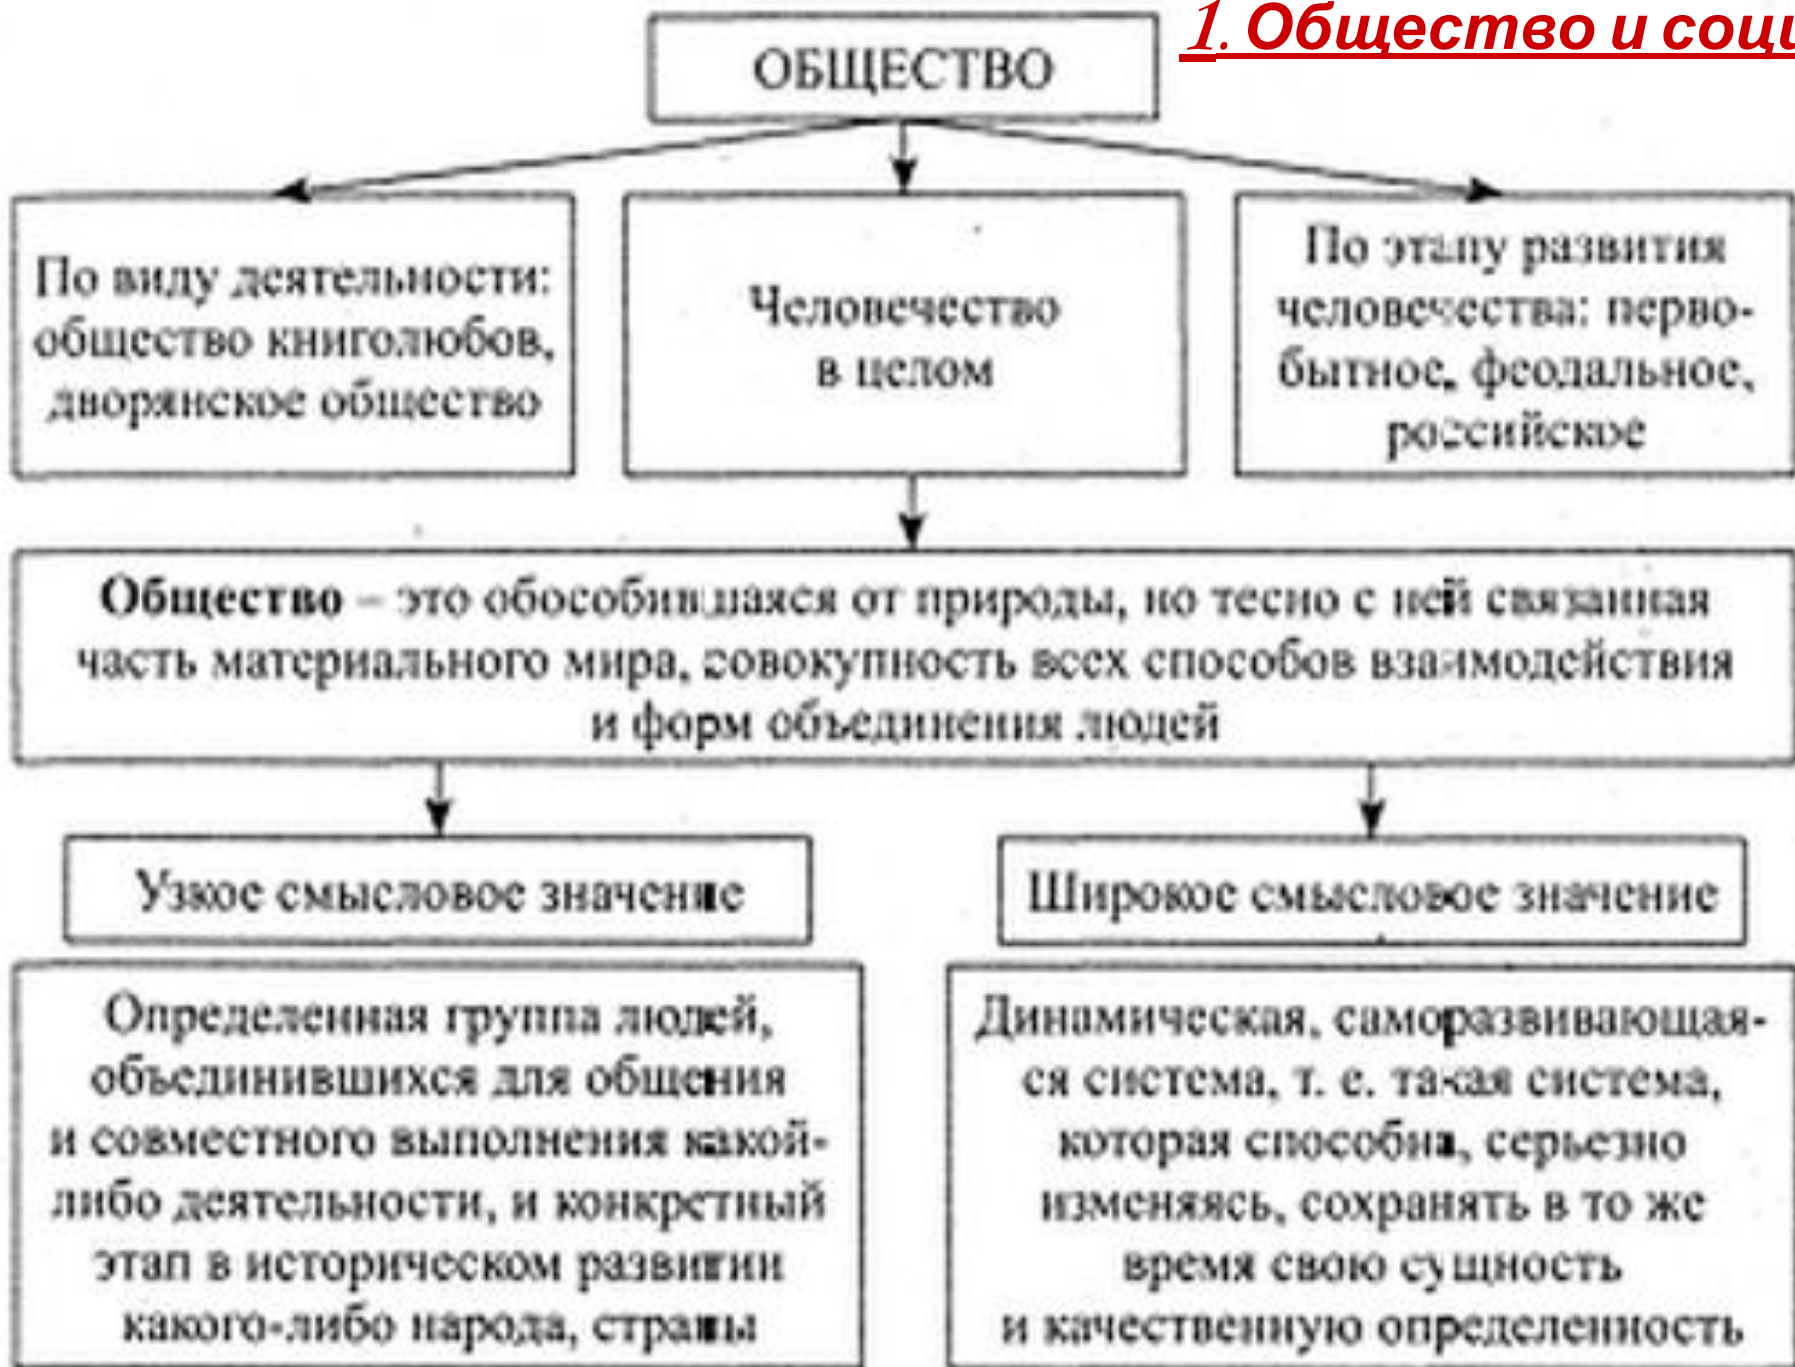 1. Общество и соци
ОБЩЕСТВО
По виду деятельности:
общество книголюбов,
дворянское общество
Человечество
в целом
По этапу развития
человечества: перво-
бытное, феодальное,
российское
Общество – это обособившаяся от природы, но тесно с ней связанная
часть материального мира, совокупность всех способов взаимодействия
и форм объединения людей
Узкое смысловое значение
Широкое смысловое значение
Определенная группа людей,
объединившихся для общения
и совместного выполнения какой-
либо деятельности, и конкретный
этап в историческом развитии
какого-либо народа, страны
Динамическая, саморазвивающая-
ся система, т. е. такая система,
которая способна, серьезно
изменяясь, сохранять в то же
время свою сущность
и качественную определенность